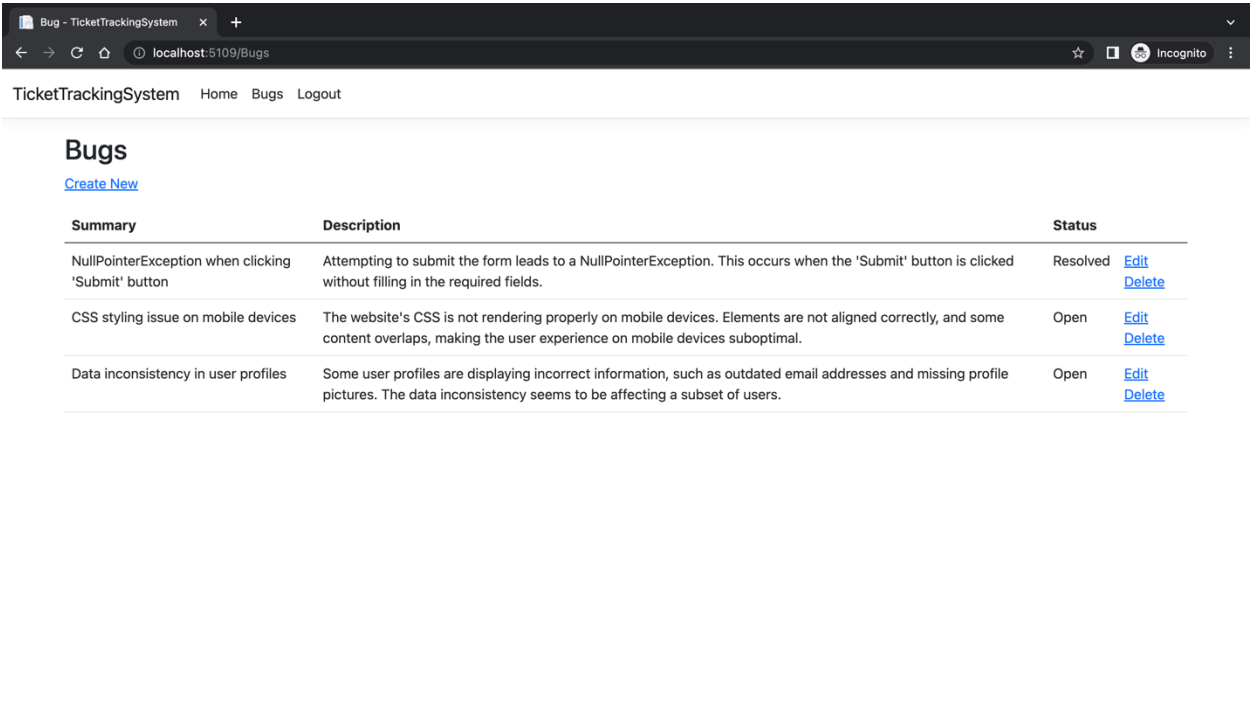 Bug - TicketTrackingSystem
localhost:5109/Bugs
Incognito
TicketTrackingSystem Home Bugs Logout
Bugs
Create New
Summary Description Status
NullPointerException when clicking Attempting to submit the form leads to a NullPointerException. This occurs when the 'Submit' button is clicked Resolved Edit
'Submit' button without filling in the required fields. Delete
CSS styling issue on mobile devices The website's CSS is not rendering properly on mobile devices. Elements are not aligned correctly, and some Open Edit
content overlaps, making the user experience on mobile devices suboptimal. Delete
Data inconsistency in user profiles Some user profiles are displaying incorrect information, such as outdated email addresses and missing profile Open Edit
pictures. The data inconsistency seems to be affecting a subset of users. Delete